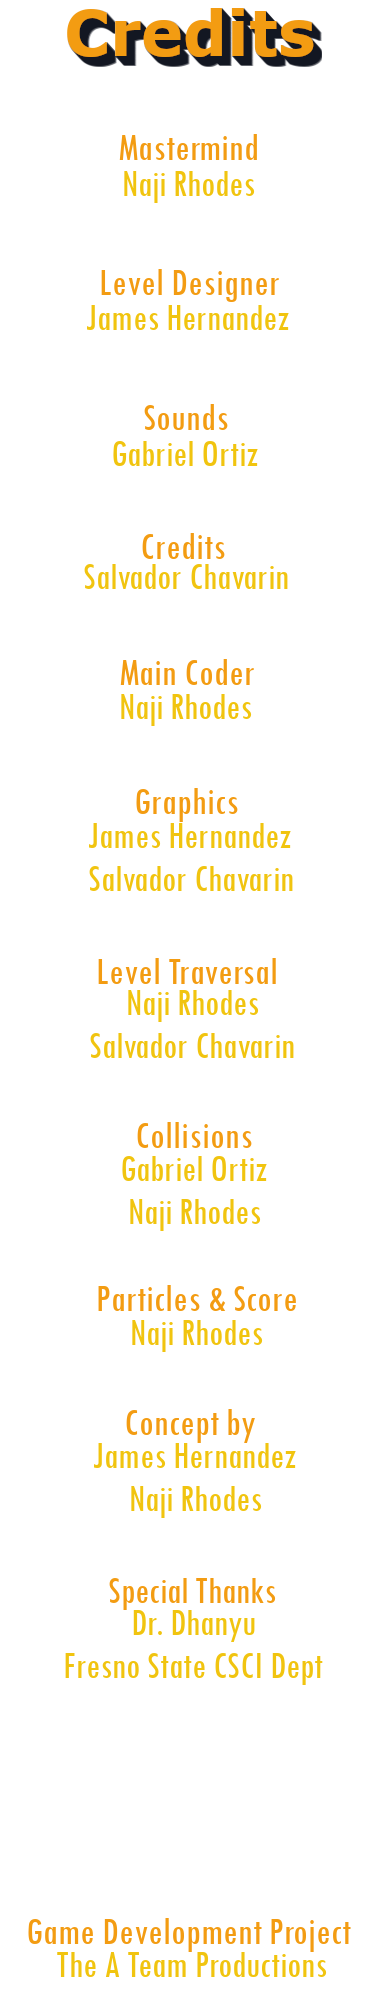 Credits
Mastermind
Naji Rhodes
Level Designer
James Hernandez
Sounds
Gabriel Ortiz
Credits
Salvador Chavarin
Main Coder
Naji Rhodes
Graphics
James Hernandez
Salvador Chavarin
Level Traversal
Naji Rhodes
Salvador Chavarin
Collisions
Gabriel Ortiz
Naji Rhodes
Particles & Score
Naji Rhodes
Concept by
James Hernandez
Naji Rhodes
Special Thanks
Dr. Dhanyu
Fresno State CSCI Dept
Game Development Project
The A Team Productions